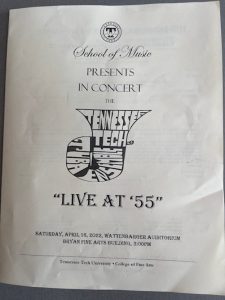 School of Music
PRESENTS
IN CONCERT
THE
TENNESSEE
TECH
"LIVE AT '55"
SATURDAY, APRIL 16, 2022, WATTENBARGER AUDITORIUM
BRYAN FINE ARTS BUILDING, 3:00PM
Tennessee Tech University • College of Fine Arts